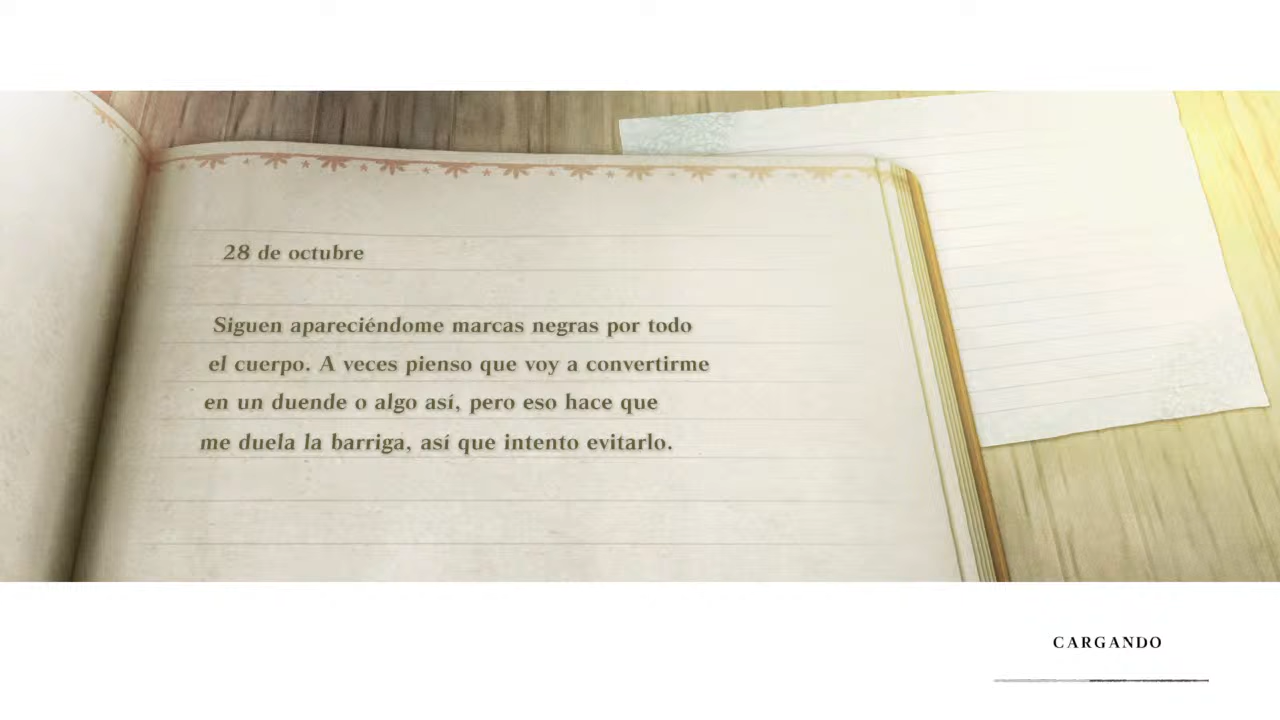 28 de octubre
Siguen apareciéndome marcas negras por todo
el cuerpo. A veces pienso que voy a convertirme
en un duende o algo así, pero eso hace que
me duela la barriga, así que intento evitarlo.
CARGANDO